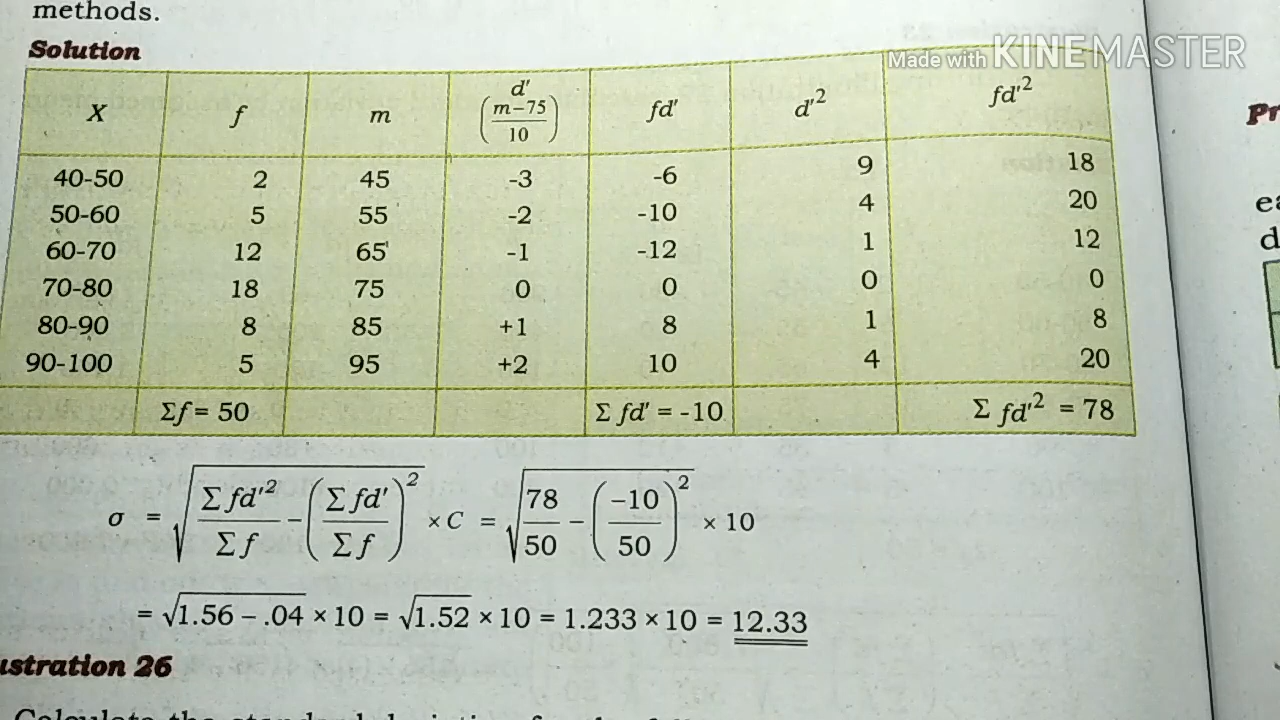 methods.
Solution
Made with KINEMASTER
X f m d' (m−75/10) fd' d'² fd'²
40-50 2 45 -3 -6 9 18
50-60 5 55 -2 -10 4 20
60-70 12 65 -1 -12 1 12
70-80 18 75 0 0 0 0
80-90 8 85 +1 8 1 8
90-100 5 95 +2 10 4 20
Σf = 50 Σ fd' = -10 Σ fd'² = 78
σ = √(Σ fd'²/Σ f − (Σ fd'/Σ f)²) × C = √(78/50 − (−10/50)²) × 10
= √1.56 − .04 × 10 = √1.52 × 10 = 1.233 × 10 = 12.33
ustration 26
Pr
ea
d